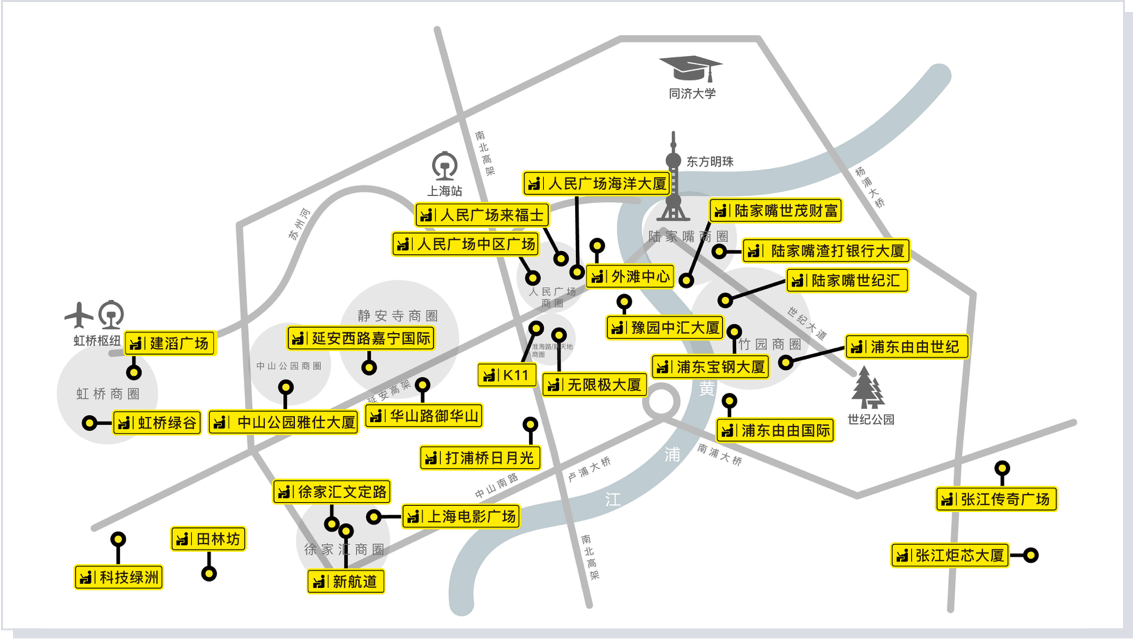 同济大学
南北高架
东方明珠
杨浦大桥
上海站
人民广场海洋大厦
苏州河
人民广场来福士
陆家嘴世茂财富
人民广场中区广场
陆家嘴商圈
陆家嘴渣打银行大厦
外滩中心
陆家嘴世纪汇
人民广场
商圈
虹桥枢纽
静安寺商圈
豫园中汇大厦
世纪大道
建滔广场
延安西路嘉宁国际
竹园商圈
浦东由由世纪
淮海路/新天地
商圈
中山公园商圈
浦东宝钢大厦
K11
无限极大厦
虹桥商圈
延安高架
黄
世纪公园
虹桥绿谷
中山公园雅仕大厦
华山路御华山
浦东由由国际
打浦桥日月光
浦
南浦大桥
卢浦大桥
中山南路
徐家汇文定路
江
张江传奇广场
上海电影广场
田林坊
徐家汇商圈
南北高架
张江炬芯大厦
科技绿洲
新航道